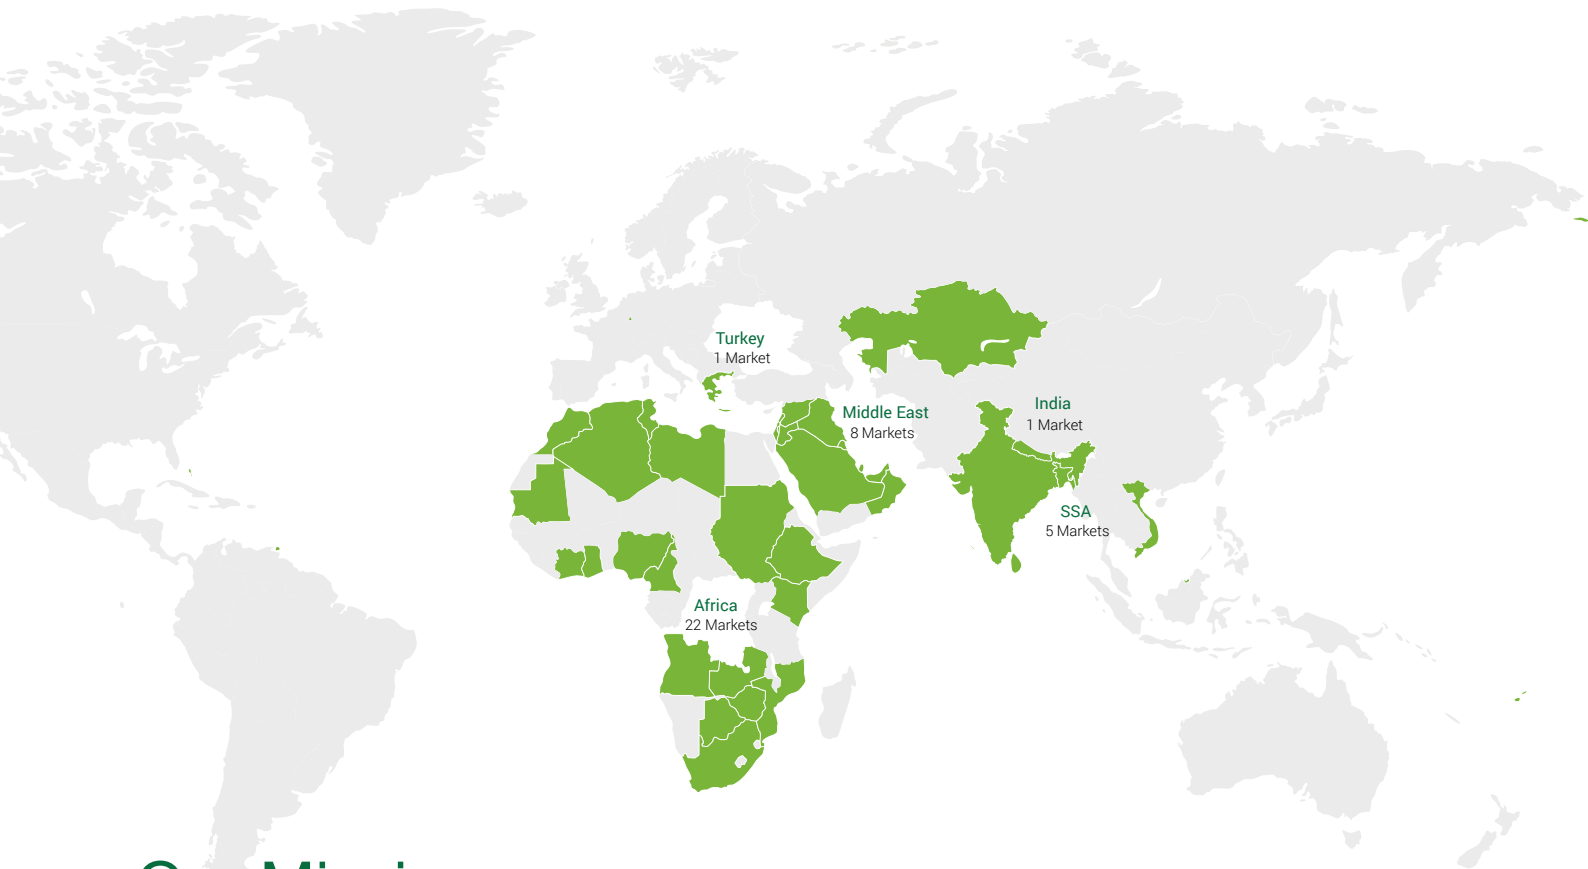 Turkey
1 Market
Middle East
8 Markets
India
1 Market
SSA
5 Markets
Africa
22 Markets